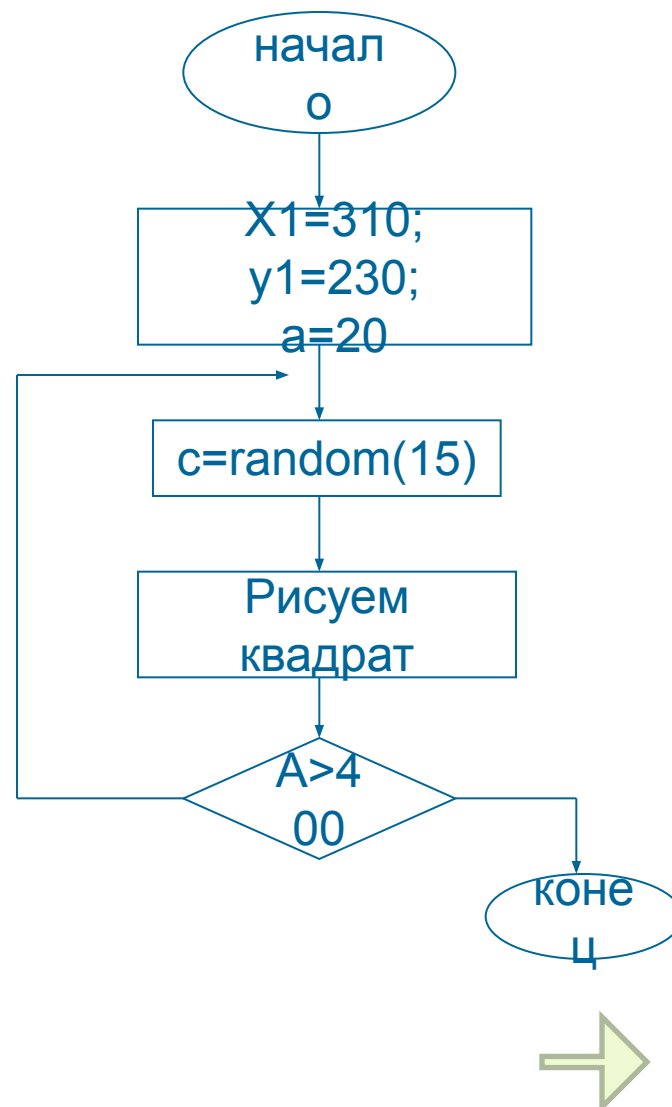 начал
о
X1=310;
y1=230;
a=20
c=random(15)
Рисуем
квадрат
A>4
00
коне
ц